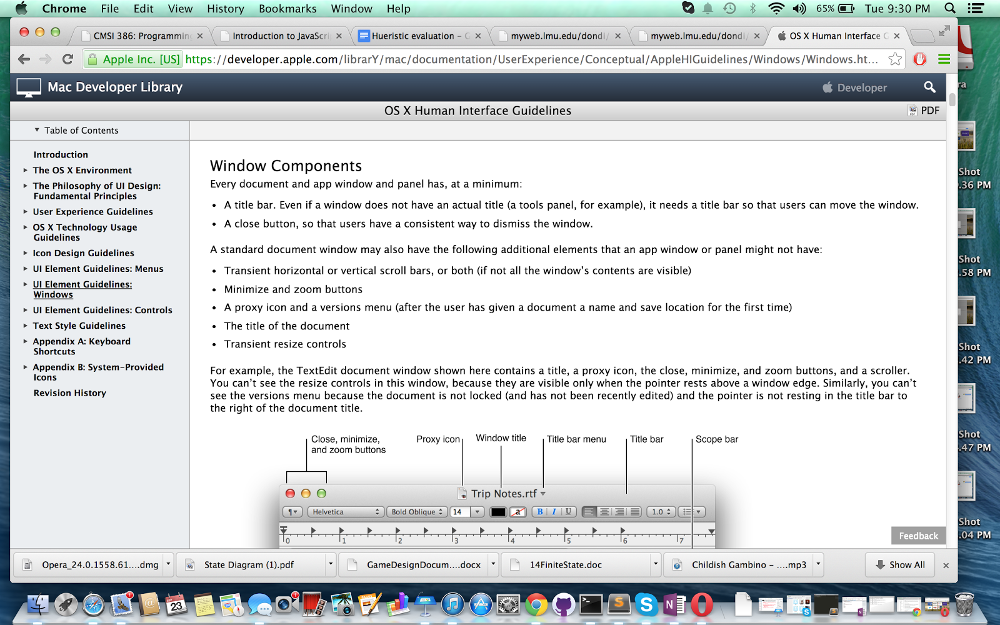 Chrome File Edit View History Bookmarks Window Help 65% Tue 9:30 PM
CMSI 386: Programmin Introduction to JavaScri Hueristic evaluation – G myweb.lmu.edu/dondi/ myweb.lmu.edu/dondi/ OS X Human Interface G
Apple Inc. [US] https://developer.apple.com/librarY/mac/documentation/UserExperience/Conceptual/AppleHIGuidelines/Windows/Windows.ht...
Mac Developer Library Developer
OS X Human Interface Guidelines PDF
Table of Contents
Introduction
The OS X Environment
The Philosophy of UI Design:
Fundamental Principles
User Experience Guidelines
OS X Technology Usage
Guidelines
Icon Design Guidelines
UI Element Guidelines: Menus
UI Element Guidelines:
Windows
UI Element Guidelines: Controls
Text Style Guidelines
Appendix A: Keyboard
Shortcuts
Appendix B: System-Provided
Icons
Revision History
Window Components
Every document and app window and panel has, at a minimum:
• A title bar. Even if a window does not have an actual title (a tools panel, for example), it needs a title bar so that users can move the window.
• A close button, so that users have a consistent way to dismiss the window.
A standard document window may also have the following additional elements that an app window or panel might not have:
• Transient horizontal or vertical scroll bars, or both (if not all the window’s contents are visible)
• Minimize and zoom buttons
• A proxy icon and a versions menu (after the user has given a document a name and save location for the first time)
• The title of the document
• Transient resize controls
For example, the TextEdit document window shown here contains a title, a proxy icon, the close, minimize, and zoom buttons, and a scroller.
You can’t see the resize controls in this window, because they are visible only when the pointer rests above a window edge. Similarly, you can’t
see the versions menu because the document is not locked (and has not been recently edited) and the pointer is not resting in the title bar to
the right of the document title.
Close, minimize,
and zoom buttons
Proxy icon Window title Title bar menu Title bar Scope bar
Trip Notes.rtf
¶ Helvetica Bold Oblique 14 a B I U 1.0
0 1 2 3 4 5 6 7
Feedback
ra
Shot
.36 PM
Shot
.58 PM
Shot
.42 PM
Shot
Shot
.47 PM
Shot
.04 PM
Opera_24.0.1558.61....dmg State Diagram (1).pdf GameDesignDocum....docx 14FiniteState.doc Childish Gambino – ....mp3 Show All
SEP
23
1
1